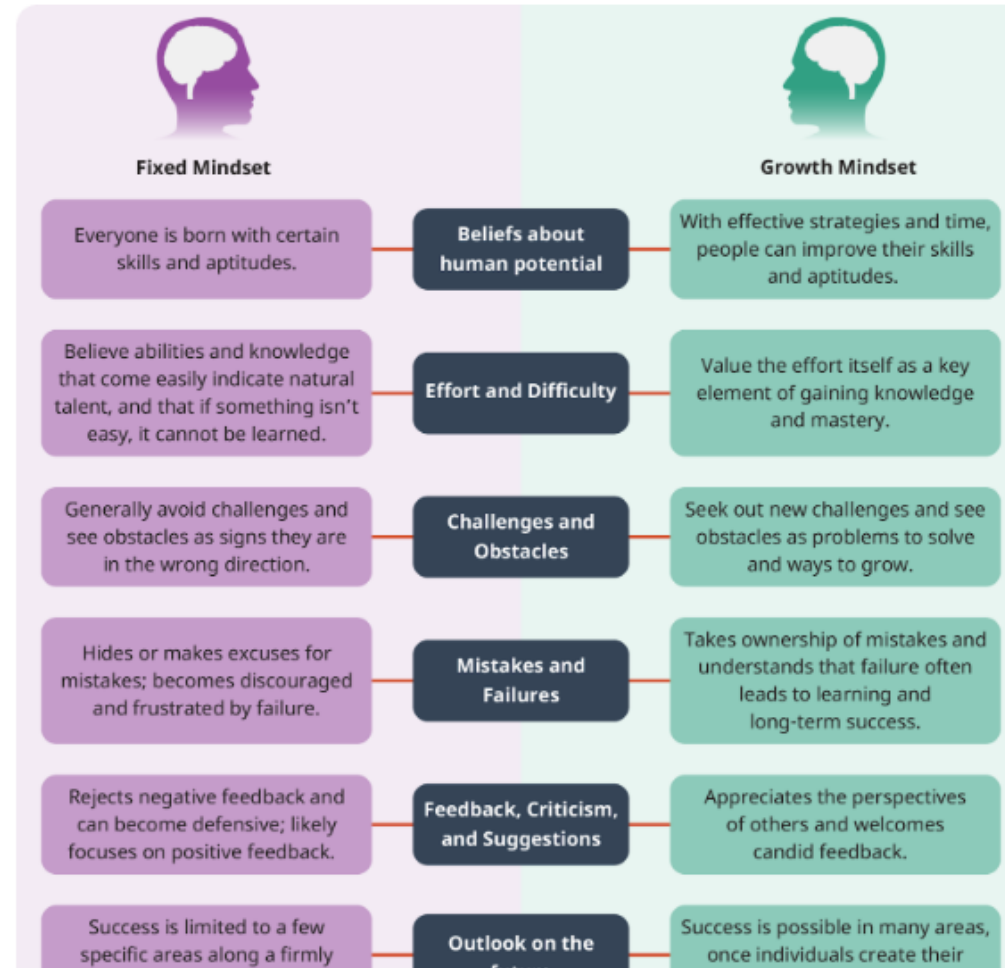 Fixed Mindset
Growth Mindset
Everyone is born with certain
skills and aptitudes.
Beliefs about
human potential
With effective strategies and time,
people can improve their skills
and aptitudes.
Believe abilities and knowledge
that come easily indicate natural
talent, and that if something isn't
easy, it cannot be learned.
Effort and Difficulty
Value the effort itself as a key
element of gaining knowledge
and mastery.
Generally avoid challenges and
see obstacles as signs they are
in the wrong direction.
Challenges and
Obstacles
Seek out new challenges and see
obstacles as problems to solve
and ways to grow.
Hides or makes excuses for
mistakes; becomes discouraged
and frustrated by failure.
Mistakes and
Failures
Takes ownership of mistakes and
understands that failure often
leads to learning and
long-term success.
Rejects negative feedback and
can become defensive; likely
focuses on positive feedback.
Feedback, Criticism,
and Suggestions
Appreciates the perspectives
of others and welcomes
candid feedback.
Success is limited to a few
specific areas along a firmly
Outlook on the
Success is possible in many areas,
once individuals create their